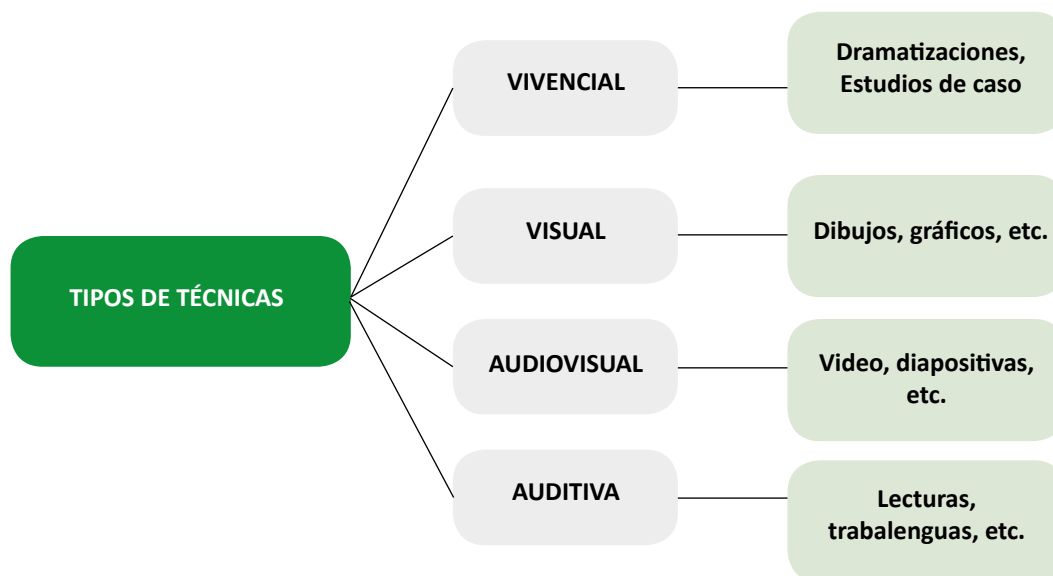 TIPOS DE TÉCNICAS
VIVENCIAL
Dramatizaciones,
Estudios de caso
VISUAL
Dibujos, gráficos, etc.
AUDIOVISUAL
Video, diapositivas,
etc.
AUDITIVA
Lecturas,
trabalenguas, etc.